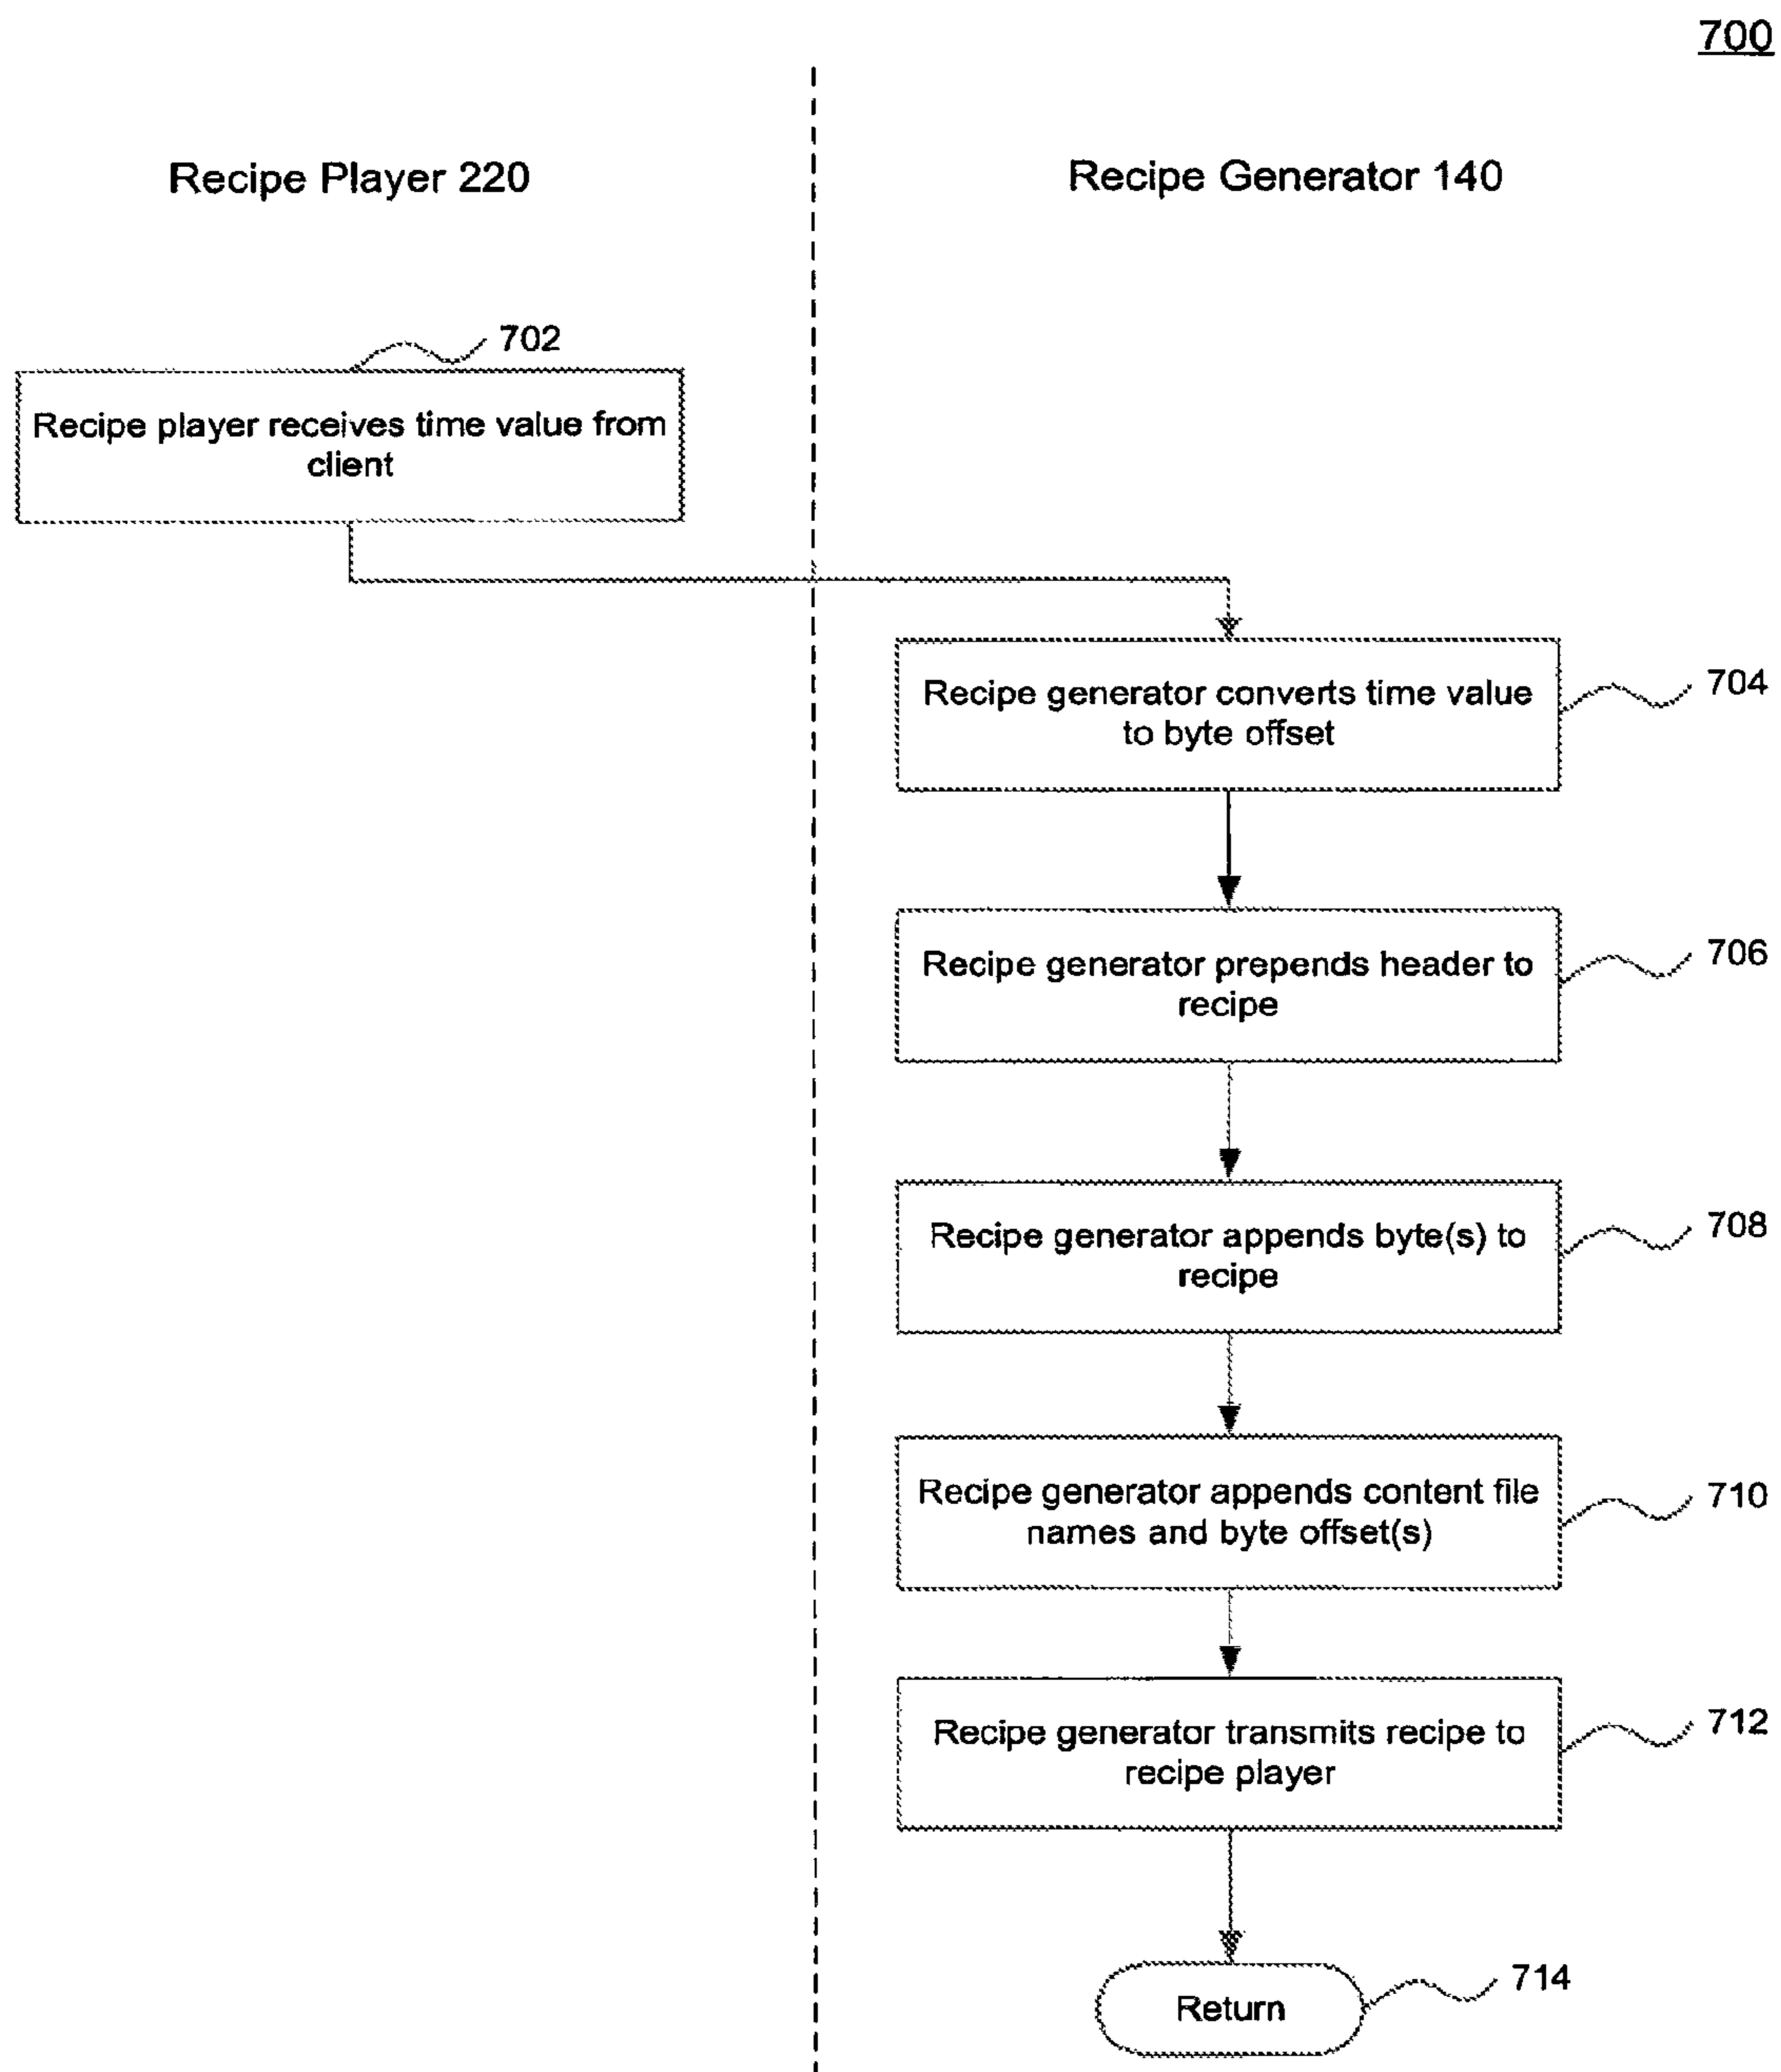 700
Recipe Player 220
Recipe Generator 140
702
Recipe player receives time value from
client
Recipe generator converts time value
to byte offset
704
Recipe generator prepends header to
recipe
706
Recipe generator appends byte(s) to
recipe
708
Recipe generator appends content file
names and byte offset(s)
710
Recipe generator transmits recipe to
recipe player
712
Return
714